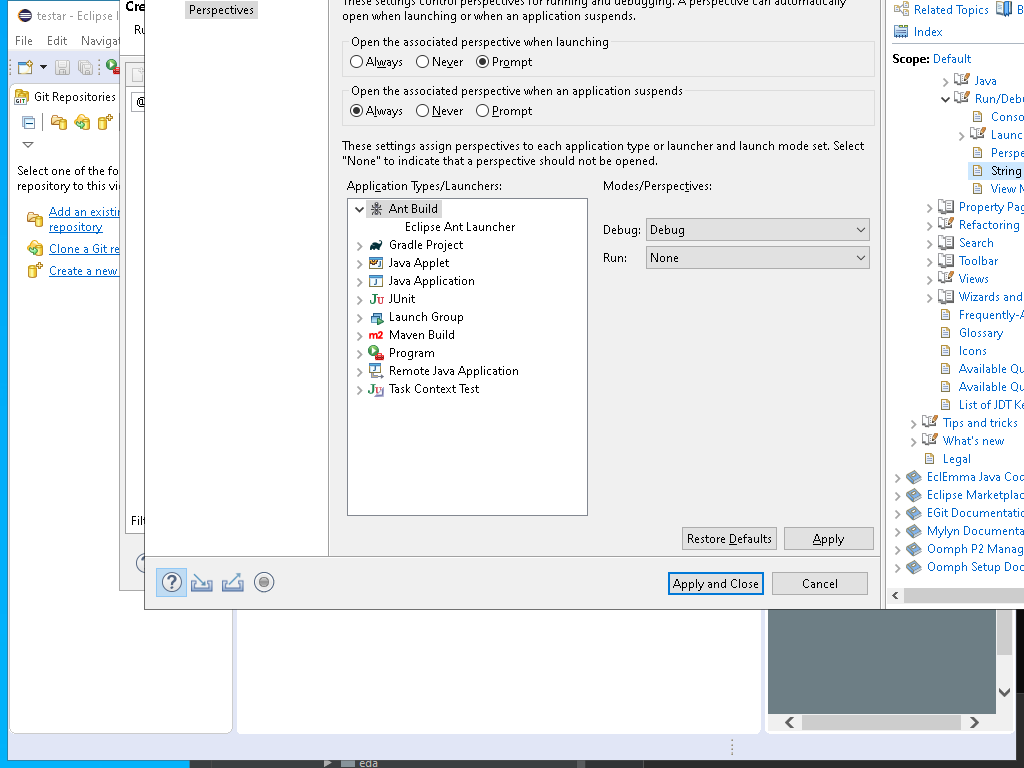 testar - Eclipse I
File
Edit
Navigat
Git Repositories
Select one of the fo
repository to this vi
Add an existin
repository
Clone a Git re
Create a new
Cre
Ru
@
Filt
Perspectives
These settings control perspectives for running and debugging. A perspective can automatically
open when launching or when an application suspends.
Open the associated perspective when launching
Always
Never
Prompt
Open the associated perspective when an application suspends
Always
Never
Prompt
These settings assign perspectives to each application type or launcher and launch mode set. Select
"None" to indicate that a perspective should not be opened.
Application Types/Launchers:
Ant Build
Eclipse Ant Launcher
Gradle Project
Java Applet
Java Application
JUnit
Launch Group
Maven Build
Program
Remote Java Application
Task Context Test
Modes/Perspectives:
Debug: Debug
Run: None
Restore Defaults
Apply
Apply and Close
Cancel
Related Topics
B
Index
Scope: Default
Java
Run/Debu
Conso
Launc
Perspe
String
View M
Property Pag
Refactoring
Search
Toolbar
Views
Wizards and
Frequently-A
Glossary
Icons
Available Qu
Available Qu
List of JDT Ke
Tips and tricks
What's new
Legal
EclEmma Java Cod
Eclipse Marketplac
EGit Documentatio
Mylyn Documenta
Oomph P2 Manag
Oomph Setup Doc
eda